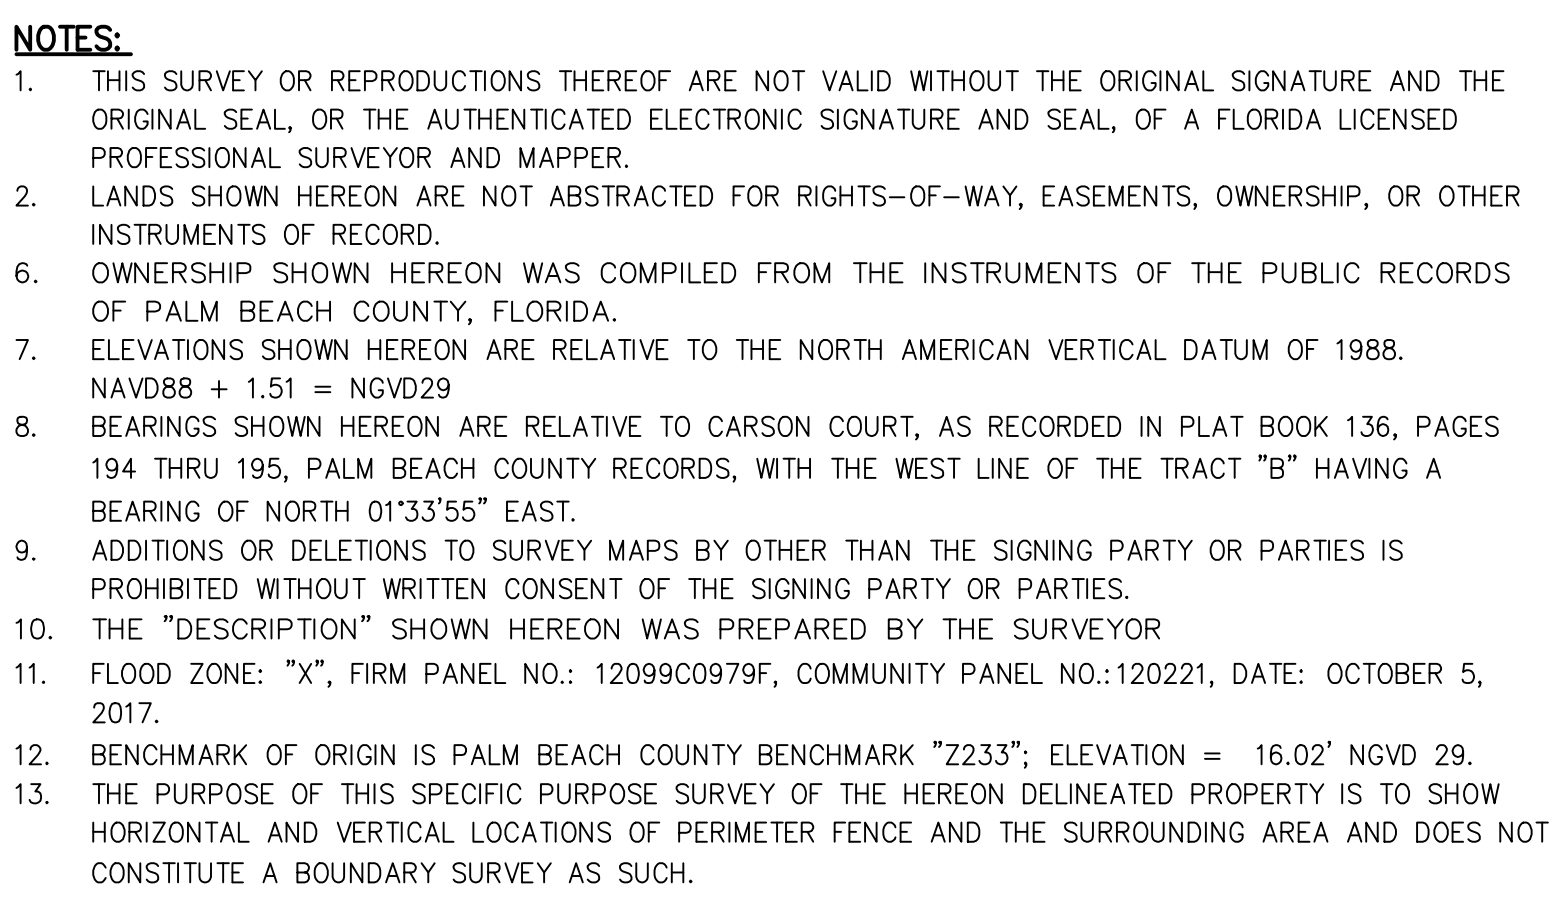 NOTES:
1. THIS SURVEY OR REPRODUCTIONS THEREOF ARE NOT VALID WITHOUT THE ORIGINAL SIGNATURE AND THE
ORIGINAL SEAL, OR THE AUTHENTICATED ELECTRONIC SIGNATURE AND SEAL, OF A FLORIDA LICENSED
PROFESSIONAL SURVEYOR AND MAPPER.
2. LANDS SHOWN HEREON ARE NOT ABSTRACTED FOR RIGHTS-OF-WAY, EASEMENTS, OWNERSHIP, OR OTHER
INSTRUMENTS OF RECORD.
6. OWNERSHIP SHOWN HEREON WAS COMPILED FROM THE INSTRUMENTS OF THE PUBLIC RECORDS
OF PALM BEACH COUNTY, FLORIDA.
7. ELEVATIONS SHOWN HEREON ARE RELATIVE TO THE NORTH AMERICAN VERTICAL DATUM OF 1988.
NAVD88 + 1.51 = NGVD29
8. BEARINGS SHOWN HEREON ARE RELATIVE TO CARSON COURT, AS RECORDED IN PLAT BOOK 136, PAGES
194 THRU 195, PALM BEACH COUNTY RECORDS, WITH THE WEST LINE OF THE TRACT "B" HAVING A
BEARING OF NORTH 01°33'55" EAST.
9. ADDITIONS OR DELETIONS TO SURVEY MAPS BY OTHER THAN THE SIGNING PARTY OR PARTIES IS
PROHIBITED WITHOUT WRITTEN CONSENT OF THE SIGNING PARTY OR PARTIES.
10. THE "DESCRIPTION" SHOWN HEREON WAS PREPARED BY THE SURVEYOR
11. FLOOD ZONE: "X", FIRM PANEL NO.: 12099C0979F, COMMUNITY PANEL NO.:120221, DATE: OCTOBER 5,
2017.
12. BENCHMARK OF ORIGIN IS PALM BEACH COUNTY BENCHMARK "Z233"; ELEVATION = 16.02' NGVD 29.
13. THE PURPOSE OF THIS SPECIFIC PURPOSE SURVEY OF THE HEREON DELINEATED PROPERTY IS TO SHOW
HORIZONTAL AND VERTICAL LOCATIONS OF PERIMETER FENCE AND THE SURROUNDING AREA AND DOES NOT
CONSTITUTE A BOUNDARY SURVEY AS SUCH.